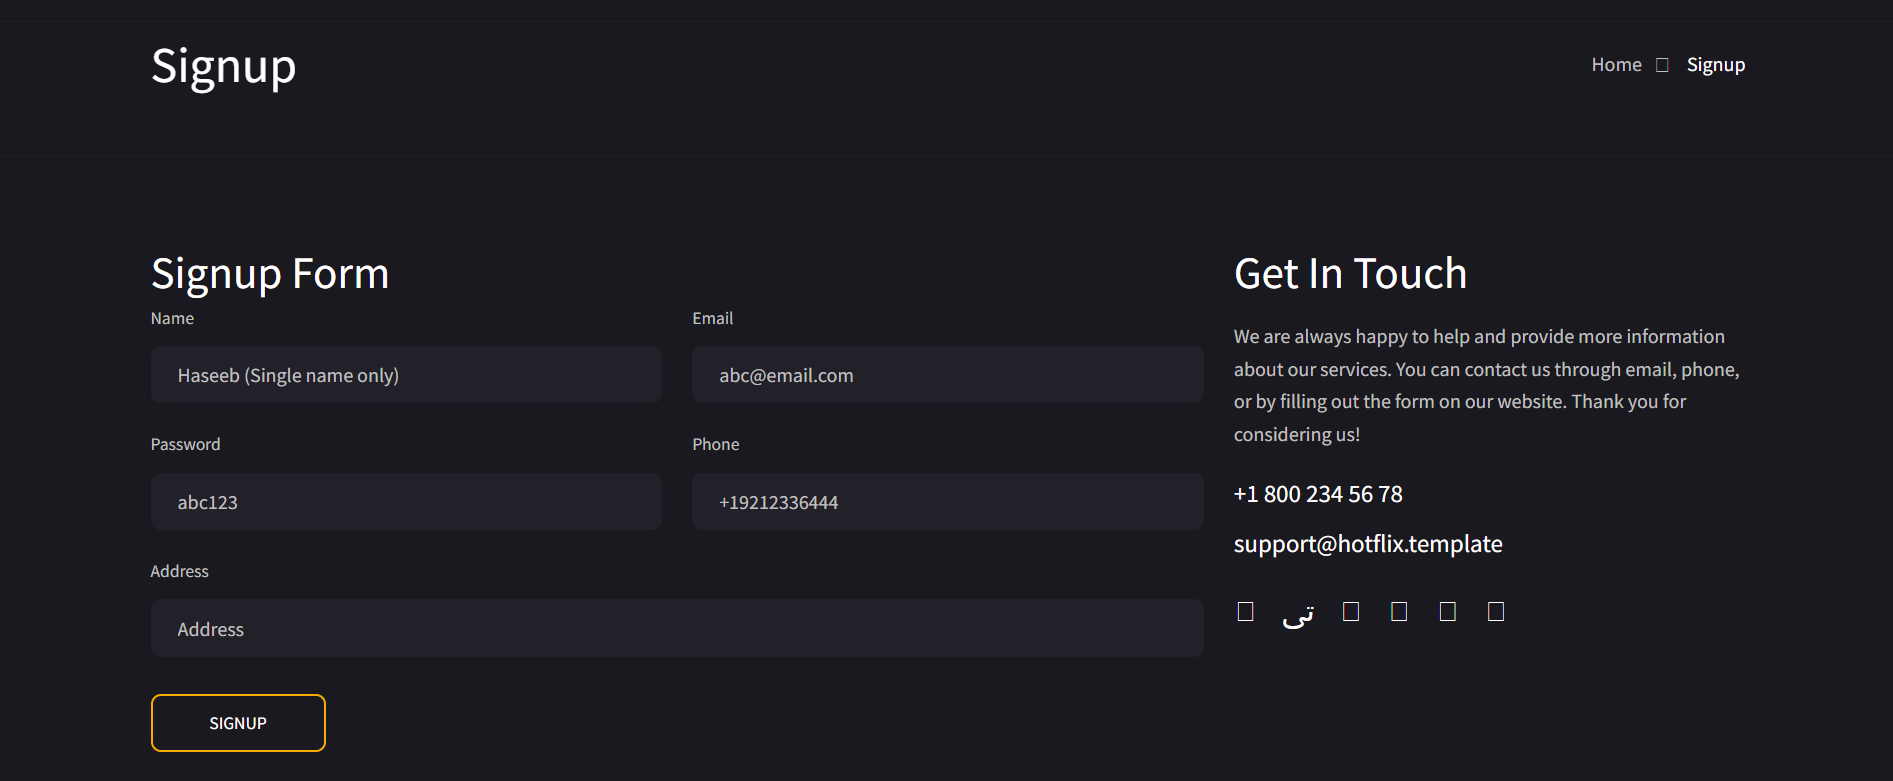 Signup
Home Signup
Signup Form
Name
Email
Haseeb (Single name only)
abc@email.com
Password
Phone
abc123
+19212336444
Address
Address
SIGNUP
Get In Touch
We are always happy to help and provide more information
about our services. You can contact us through email, phone,
or by filling out the form on our website. Thank you for
considering us!
+1 800 234 56 78
support@hotflix.template
تى